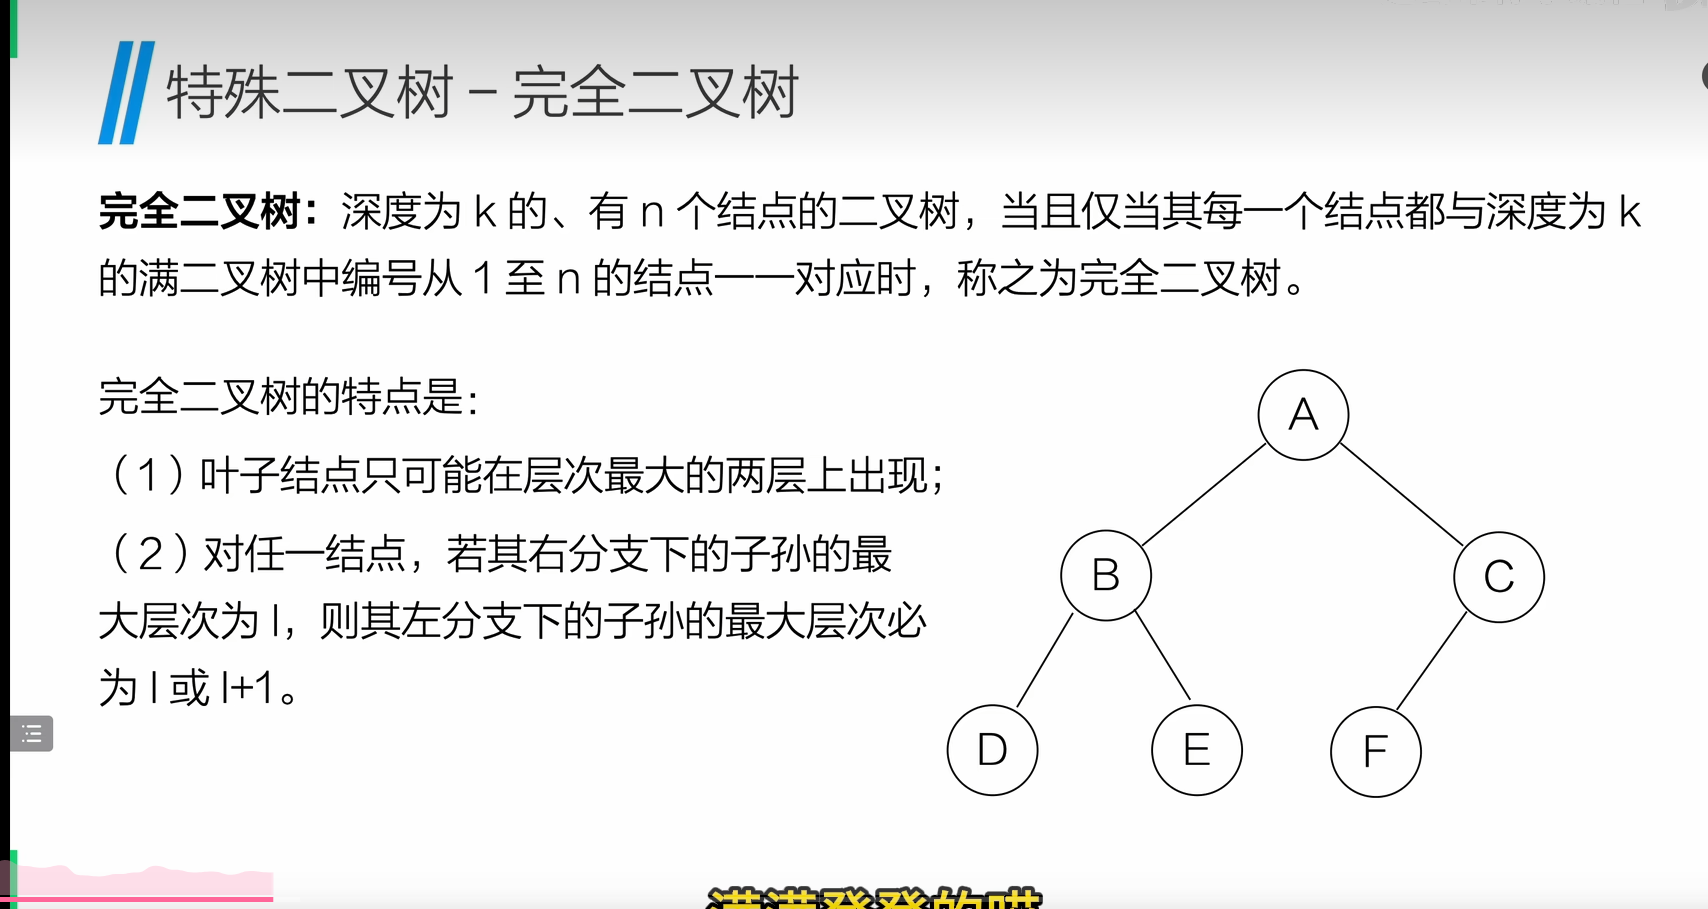 特殊二叉树 – 完全二叉树
完全二叉树：深度为 k 的、有 n 个结点的二叉树，当且仅当其每一个结点都与深度为 k
的满二叉树中编号从 1 至 n 的结点一一对应时，称之为完全二叉树。
完全二叉树的特点是：
（1）叶子结点只可能在层次最大的两层上出现；
（2）对任一结点，若其右分支下的子孙的最
大层次为 l，则其左分支下的子孙的最大层次必
为 l 或 l+1。
A
B
C
D
E
F
满满登登的